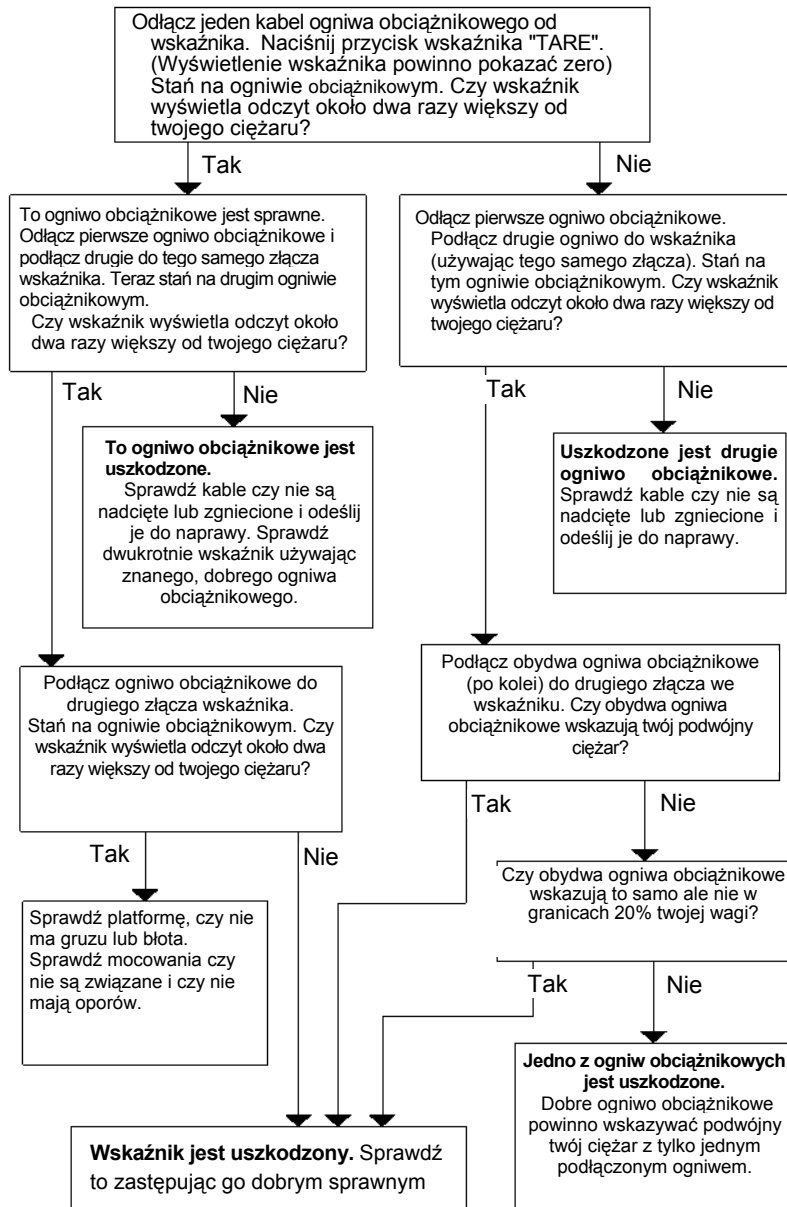 Odłącz jeden kabel ogniwa obciążnikowego od
wskaźnika. Naciśnij przycisk wskaźnika "TARE".
(Wyświetlenie wskaźnika powinno pokazać zero)
Stań na ogniwie obciążnikowym. Czy wskaźnik
wyświetla odczyt około dwa razy większy od
twojego ciężaru?
Tak
Nie
To ogniwo obciążnikowe jest sprawne.
Odłącz pierwsze ogniwo obciążnikowe i
podłącz drugie do tego samego złącza
wskaźnika. Teraz stań na drugim ogniwie
obciążnikowym.
Czy wskaźnik wyświetla odczyt około
dwa razy większy od twojego ciężaru?
Odłącz pierwsze ogniwo obciążnikowe.
Podłącz drugie ogniwo do wskaźnika
(używając tego samego złącza). Stań na
tym ogniwie obciążnikowym. Czy wskaźnik
wyświetla odczyt około dwa razy większy od
twojego ciężaru?
Tak
Nie
Tak
Nie
To ogniwo obciążnikowe jest
uszkodzone.
Sprawdź kable czy nie są
nadcięte lub zgniecione i odeślij
je do naprawy. Sprawdź
dwukrotnie wskaźnik używając
znanego, dobrego ogniwa
obciążnikowego.
Uszkodzone jest drugie
ogniwo obciążnikowe.
Sprawdź kable czy nie są
nadcięte lub zgniecione i
odeślij je do naprawy.
Podłącz ogniwo obciążnikowe do
drugiego złącza wskaźnika.
Stań na ogniwie obciążnikowym. Czy
wskaźnik wyświetla odczyt około dwa
razy większy od twojego ciężaru?
Podłącz obydwa ogniwa obciążnikowe
(po kolei) do drugiego złącza we
wskaźniku. Czy obydwa ogniwa
obciążnikowe wskazują twój podwójny
ciężar?
Tak
Nie
Tak
Nie
Sprawdź platformę, czy nie
ma gruzu lub błota.
Sprawdź mocowania czy
nie są związane i czy nie
mają oporów.
Czy obydwa ogniwa obciążnikowe
wskazują to samo ale nie w
granicach 20% twojej wagi?
Tak
Nie
Jedno z ogniw obciążnikowych
jest uszkodzone.
Dobre ogniwo obciążnikowe
powinno wskazywać podwójny
twój ciężar z tylko jednym
podłączonym ogniwem.
Wskaźnik jest uszkodzony. Sprawdź
to zastępując go dobrym sprawnym